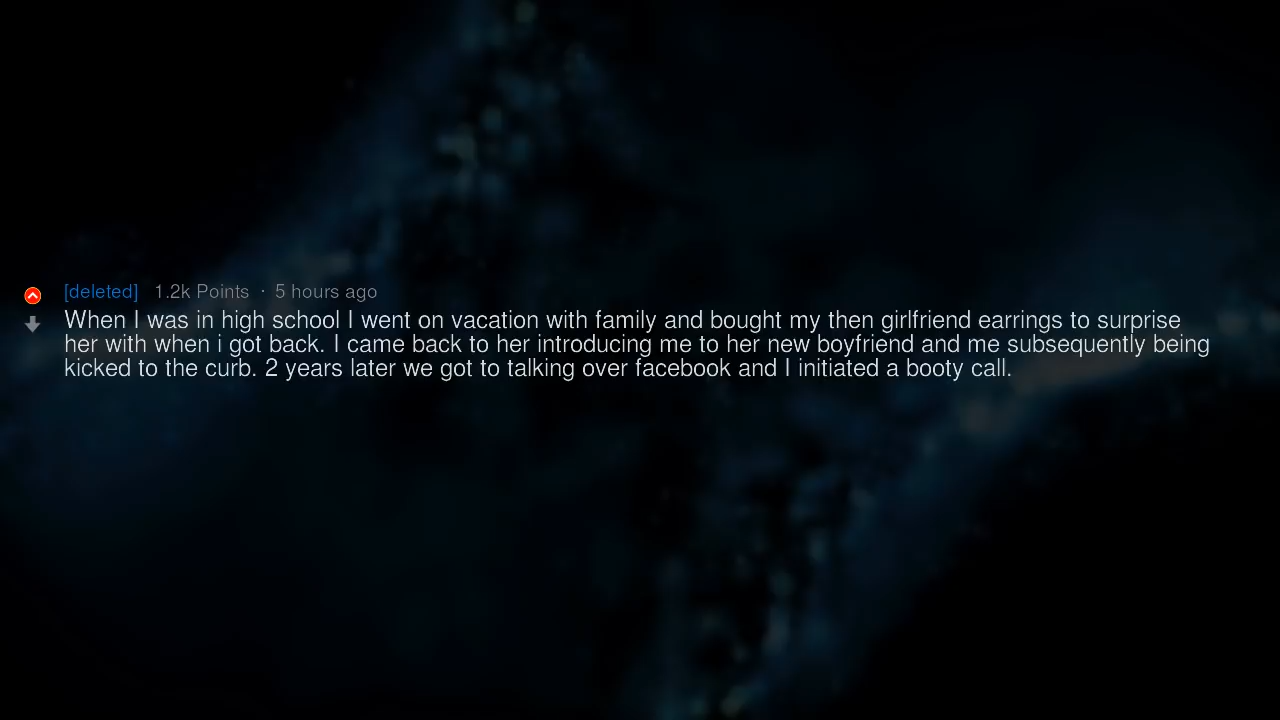 [deleted] 1.2k Points · 5 hours ago
When I was in high school I went on vacation with family and bought my then girlfriend earrings to surprise
her with when i got back. I came back to her introducing me to her new boyfriend and me subsequently being
kicked to the curb. 2 years later we got to talking over facebook and I initiated a booty call.